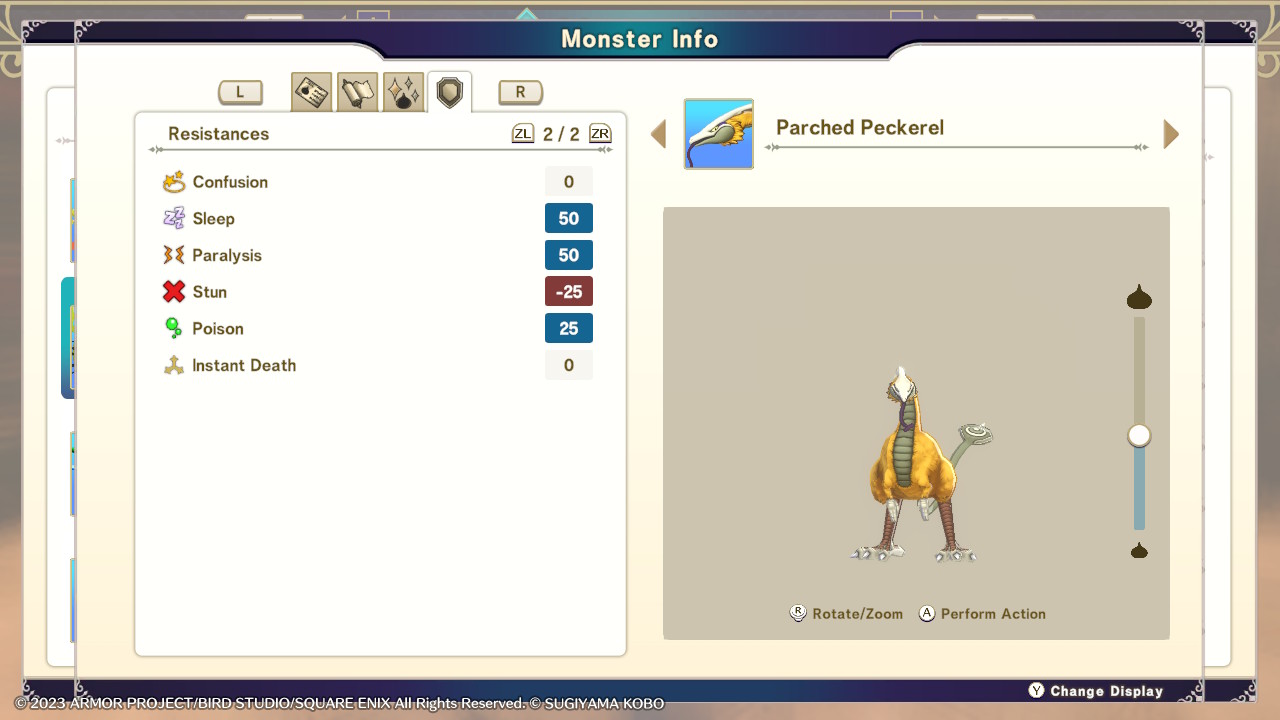 Monster Info
L
R
Resistances
ZL 2 / 2 ZR
Confusion 0
Sleep 50
Paralysis 50
Stun -25
Poison 25
Instant Death 0
Parched Peckerel
R Rotate/Zoom A Perform Action
Y Change Display
© 2023 ARMOR PROJECT/BIRD STUDIO/SQUARE ENIX All Rights Reserved. © SUGIYAMA KOBO